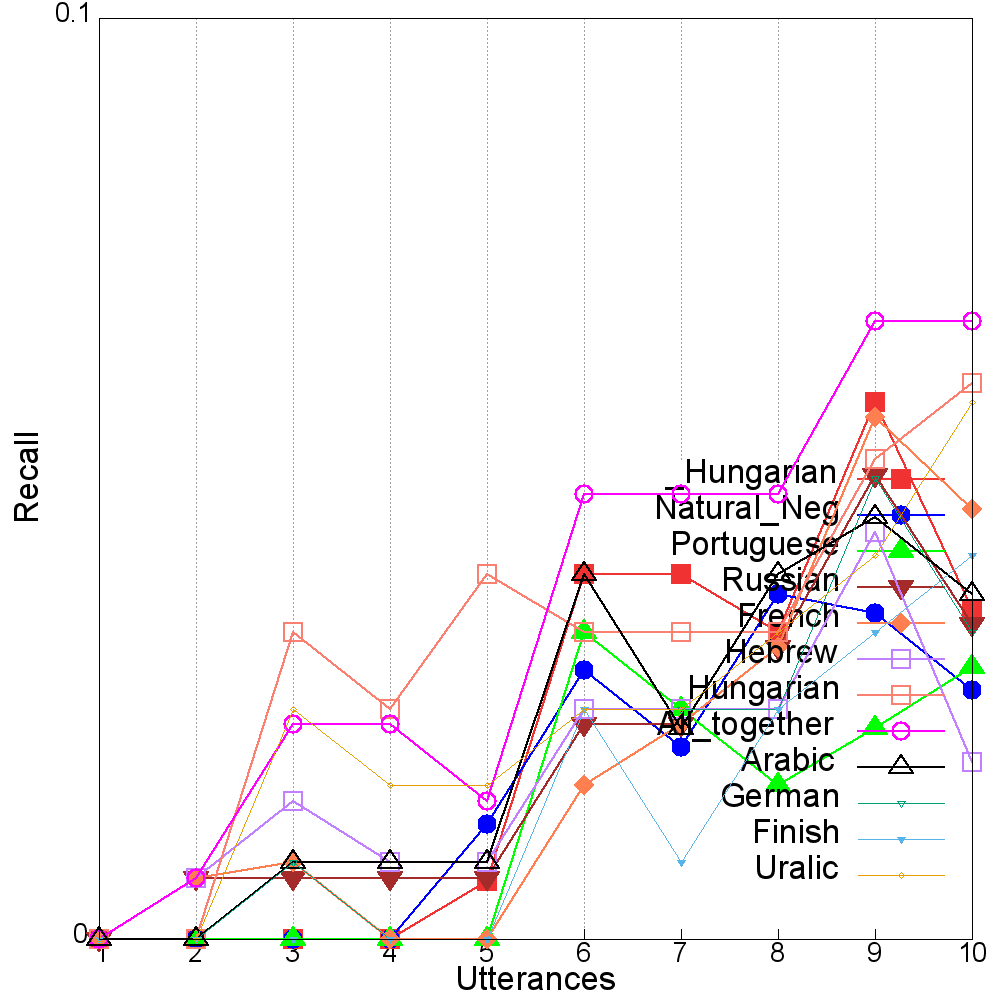 0.1
Recall
_Hungarian
Natural_Neg
Portuguese
Russian
French
Hebrew
Hungarian
All_together
Arabic
German
Finish
Uralic
0
1 2 3 4 5 6 7 8 9 10
Utterances